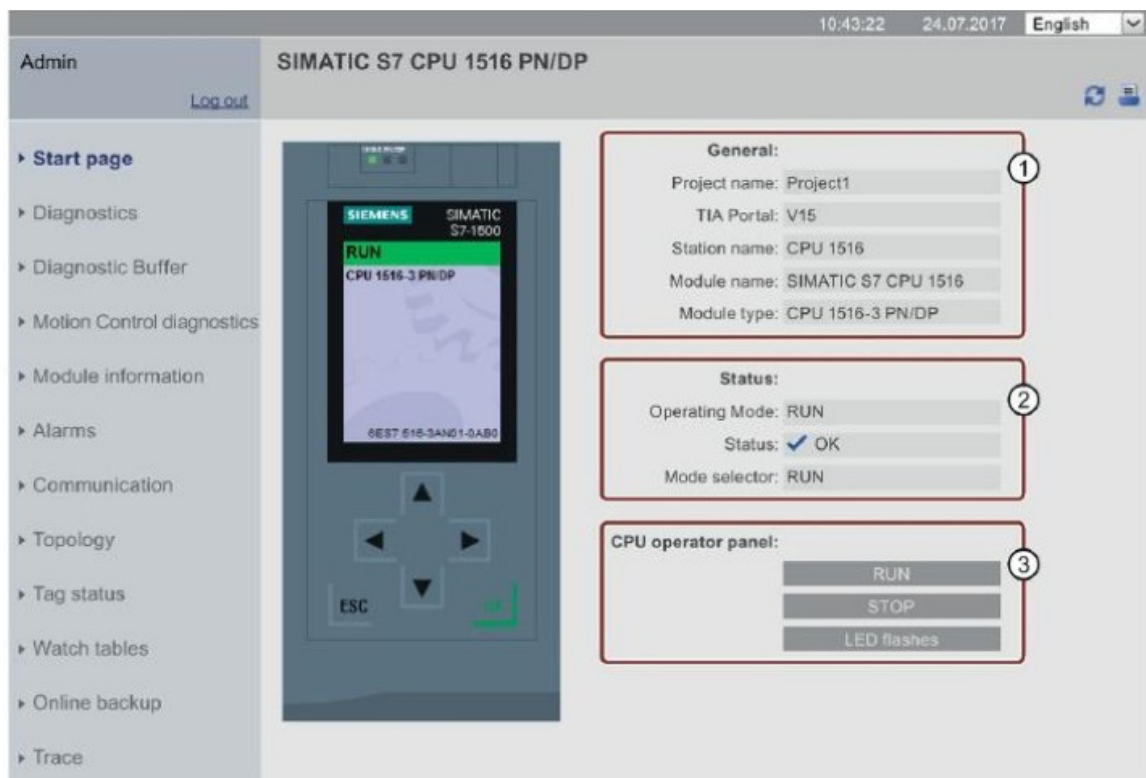 10:43:22 24.07.2017 English
Admin
SIMATIC S7 CPU 1516 PN/DP
Log out
Start page
Diagnostics
Diagnostic Buffer
Motion Control diagnostics
Module information
Alarms
Communication
Topology
Tag status
Watch tables
Online backup
Trace
SIEMENS SIMATIC
S7-1500
RUN
CPU 1516-3 PN/DP
6ES7 516-3AN01-0AB0
ESC
OK
General:
1
Project name: Project1
TIA Portal: V15
Station name: CPU 1516
Module name: SIMATIC S7 CPU 1516
Module type: CPU 1516-3 PN/DP
Status:
2
Operating Mode: RUN
Status: OK
Mode selector: RUN
CPU operator panel:
3
RUN
STOP
LED flashes